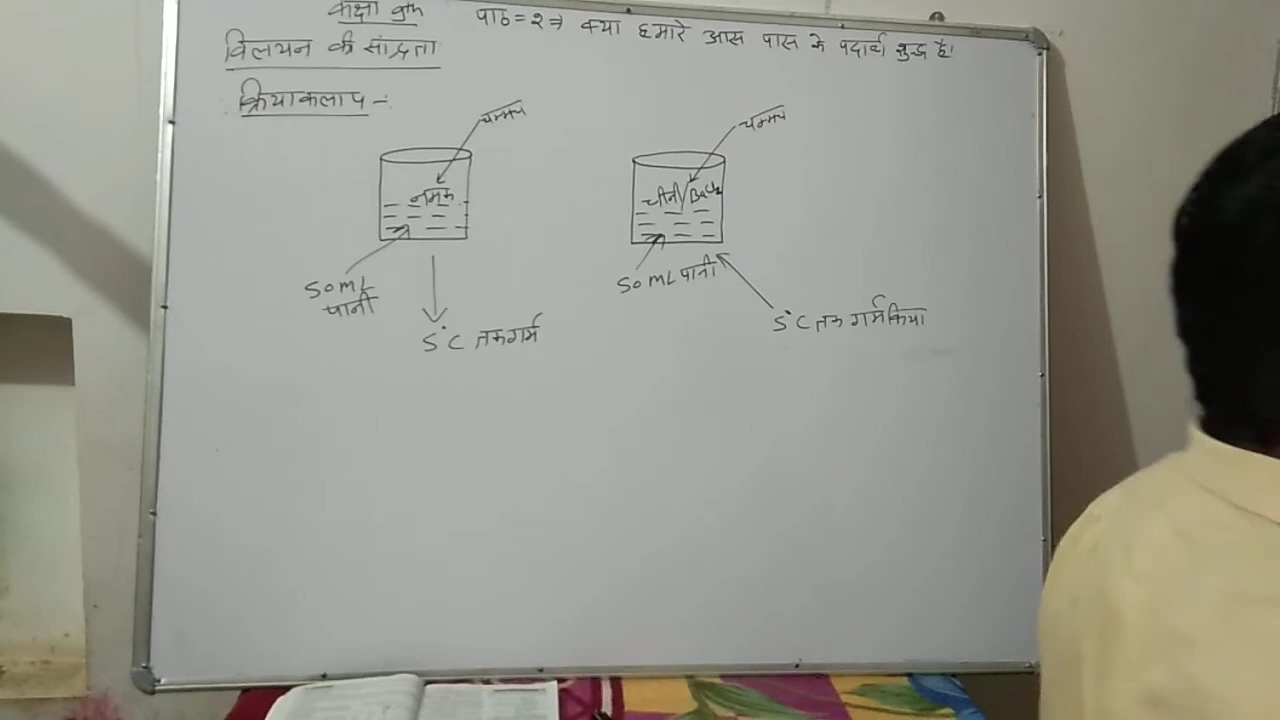 कक्षा 9th
पाठ = 2 ⇒ क्या हमारे आस पास के पदार्थ शुद्ध है।
विलयन की सांद्रता
क्रियाकलाप -:
चम्मच
चम्मच
नमक
चीनी/BaCl2
50 ML
पानी
50 ML पानी
5°C तक गर्म
5°C तक गर्म किया